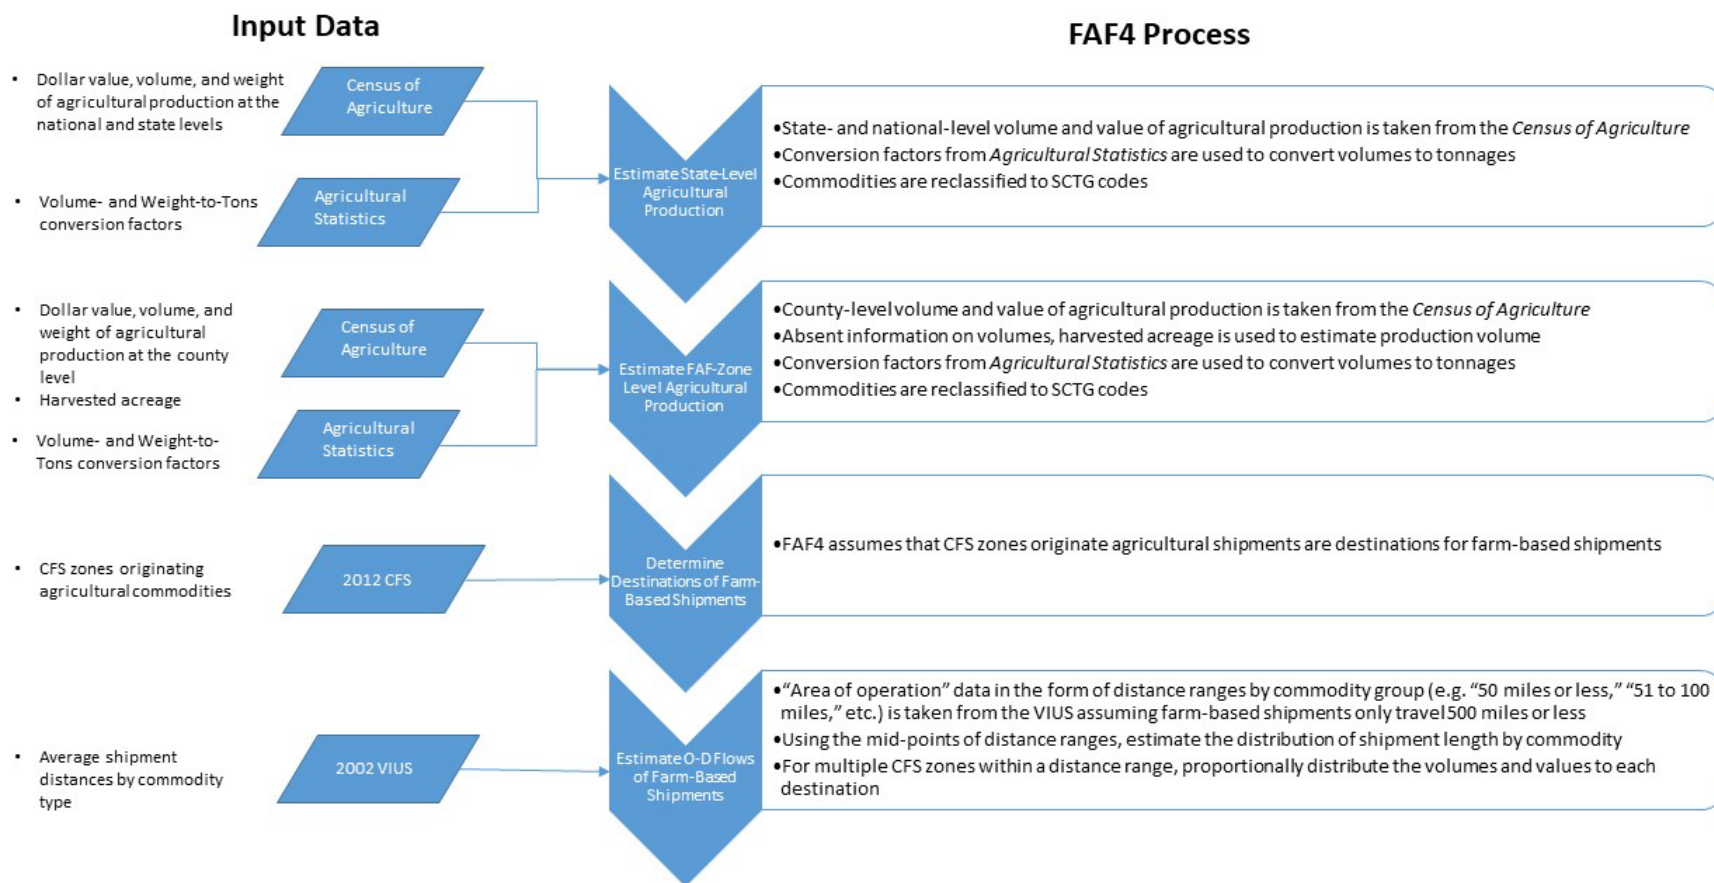 Input Data
FAF4 Process
• Dollar value, volume, and weight
of agricultural production at the
national and state levels
Census of
Agriculture
• Volume- and Weight-to-Tons
conversion factors
Agricultural
Statistics
Estimate State-Level
Agricultural
Production
•State- and national-level volume and value of agricultural production is taken from the Census of Agriculture
•Conversion factors from Agricultural Statistics are used to convert volumes to tonnages
•Commodities are reclassified to SCTG codes
• Dollar value, volume, and
weight of agricultural
production at the county
level
• Harvested acreage
Census of
Agriculture
• Volume- and Weight-to-
Tons conversion factors
Agricultural
Statistics
Estimate FAF-Zone
Level Agricultural
Production
•County-level volume and value of agricultural production is taken from the Census of Agriculture
•Absent information on volumes, harvested acreage is used to estimate production volume
•Conversion factors from Agricultural Statistics are used to convert volumes to tonnages
•Commodities are reclassified to SCTG codes
• CFS zones originating
agricultural commodities
2012 CFS
Determine
Destinations of Farm-
Based Shipments
•FAF4 assumes that CFS zones originate agricultural shipments are destinations for farm-based shipments
• Average shipment
distances by commodity
type
2002 VIUS
Estimate O-D Flows
of Farm-Based
Shipments
•“Area of operation” data in the form of distance ranges by commodity group (e.g. “50 miles or less,” “51 to 100
miles,” etc.) is taken from the VIUS assuming farm-based shipments only travel 500 miles or less
•Using the mid-points of distance ranges, estimate the distribution of shipment length by commodity
•For multiple CFS zones within a distance range, proportionally distribute the volumes and values to each
destination